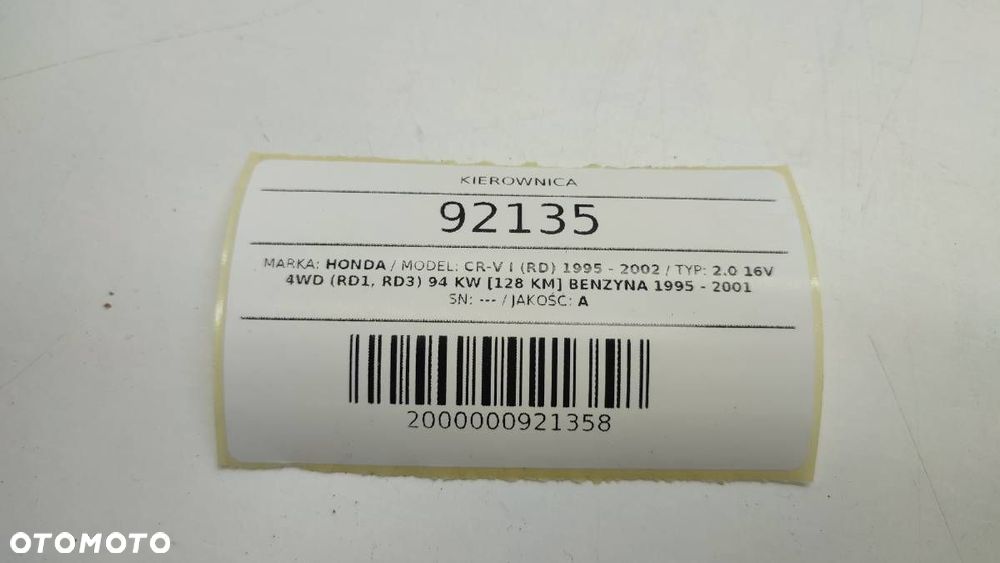 KIEROWNICA
92135
MARKA: HONDA / MODEL: CR-V I (RD) 1995 - 2002 / TYP: 2.0 16V
4WD (RD1, RD3) 94 KW [128 KM] BENZYNA 1995 - 2001
SN: --- / JAKOŚĆ: A
2000000921358
OTOMOTO